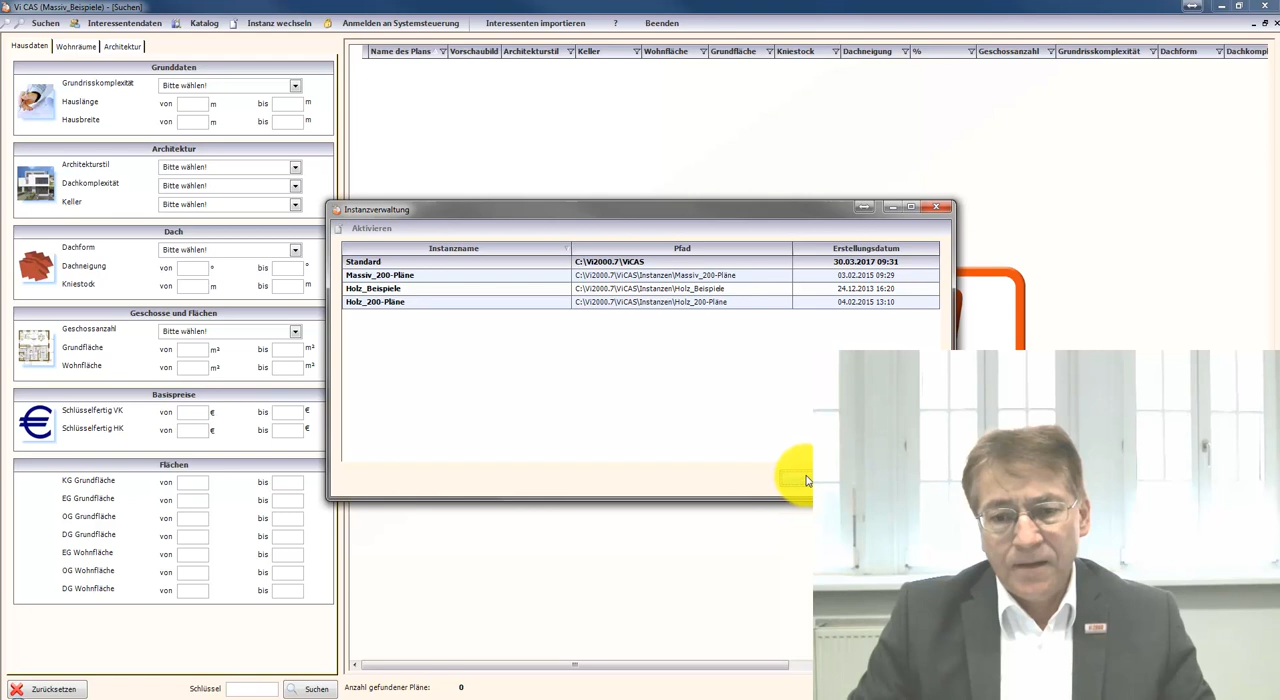 Vi CAS (Massiv_Beispiele) - [Suchen]
Suchen Interessentendaten Katalog Instanz wechseln Anmelden an Systemsteuerung Interessenten importieren ? Beenden
Hausdaten Wohnräume Architektur
Grunddaten
Grundrisskomplexität Bitte wählen!
Hauslänge von m bis m
Hausbreite von m bis m
Architektur
Architekturstil Bitte wählen!
Dachkomplexität Bitte wählen!
Keller Bitte wählen!
Dach
Dachform Bitte wählen!
Dachneigung von ° bis °
Kniestock von m bis m
Geschosse und Flächen
Geschossanzahl Bitte wählen!
Grundfläche von m² bis m²
Wohnfläche von m² bis m²
Basispreise
Schlüsselfertig VK von € bis €
Schlüsselfertig HK von € bis €
Flächen
KG Grundfläche von bis
EG Grundfläche von bis
OG Grundfläche von bis
DG Grundfläche von bis
EG Wohnfläche von bis
OG Wohnfläche von bis
DG Wohnfläche von bis
Zurücksetzen Schlüssel Suchen
Name des Plans Vorschaubild Architekturstil Keller Wohnfläche Grundfläche Kniestock Dachneigung % Geschossanzahl Grundrisskomplexität Dachform Dachkompl
Instanzverwaltung
Aktivieren
Instanzname Pfad Erstellungsdatum
Standard C:\Vi2000.7\ViCAS 30.03.2017 09:31
Massiv_200-Pläne C:\Vi2000.7\ViCAS\Instanzen\Massiv_200-Pläne 03.02.2015 09:29
Holz_Beispiele C:\Vi2000.7\ViCAS\Instanzen\Holz_Beispiele 24.12.2013 16:20
Holz_200-Pläne C:\Vi2000.7\ViCAS\Instanzen\Holz_200-Pläne 04.02.2015 13:10
Anzahl gefundener Pläne: 0